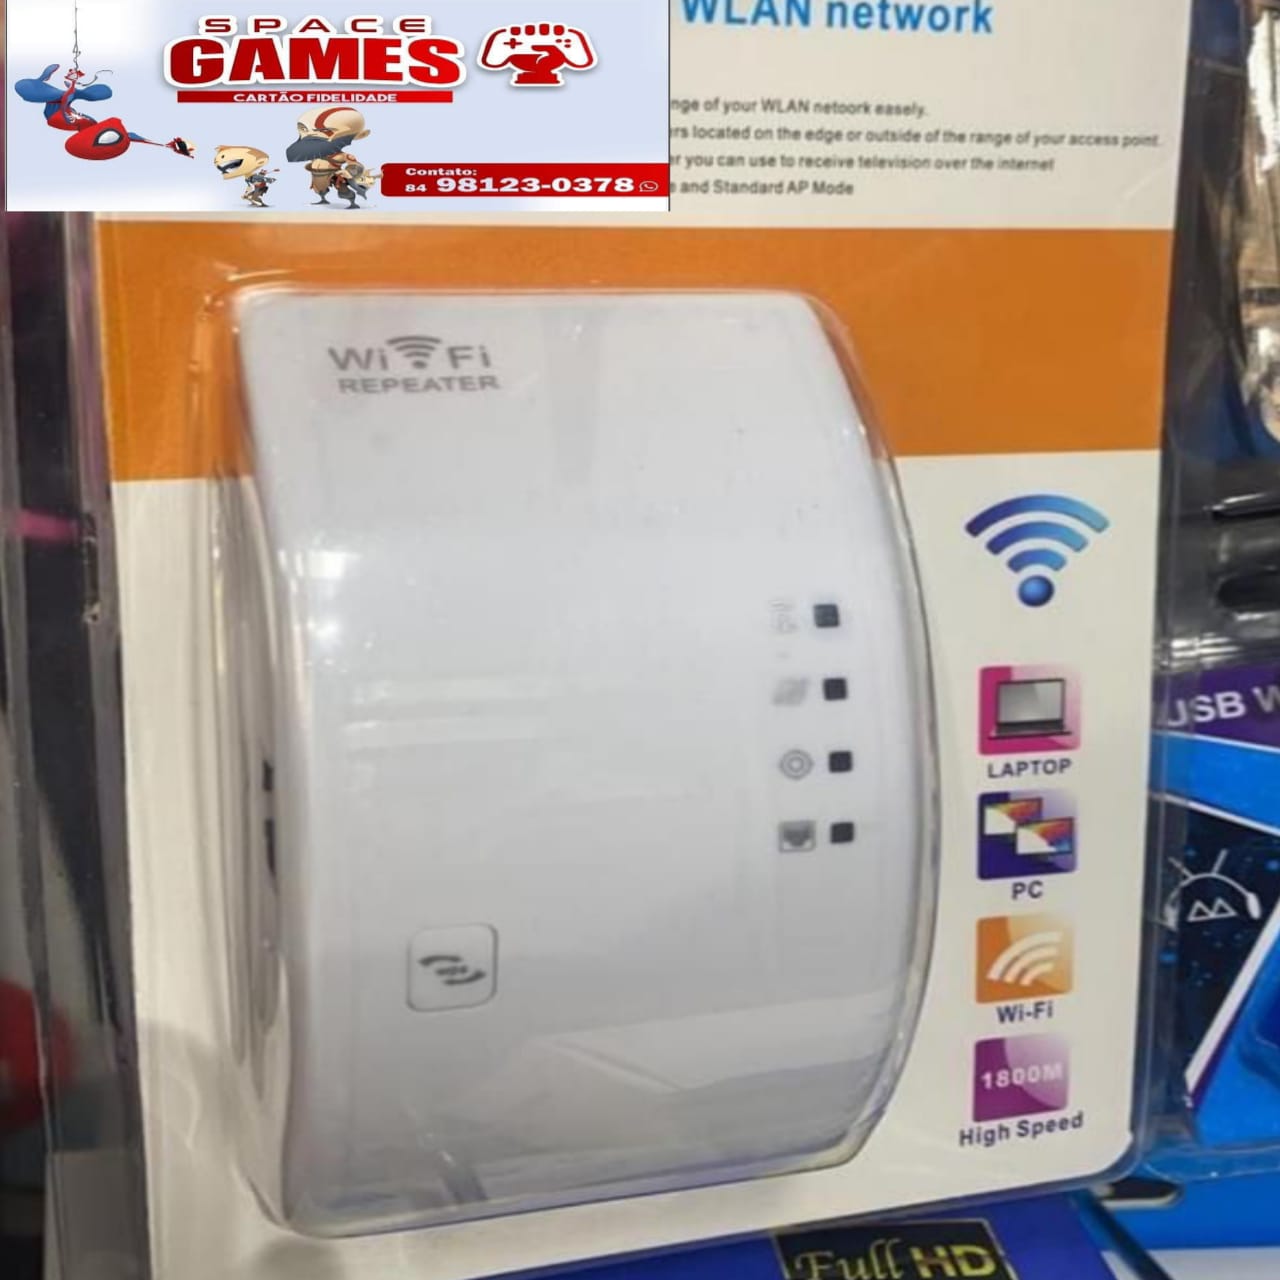 SPACE
GAMES
CARTÃO FIDELIDADE
Contato:
84 98123-0378
WLAN network
nge of your WLAN netoork easely.
rs located on the edge or outside of the range of your access point.
r you can use to receive television over the internet
and Standard AP Mode
Wi Fi
REPEATER
LAPTOP
USB W
PC
Wi-Fi
1800M
High Speed
Full HD